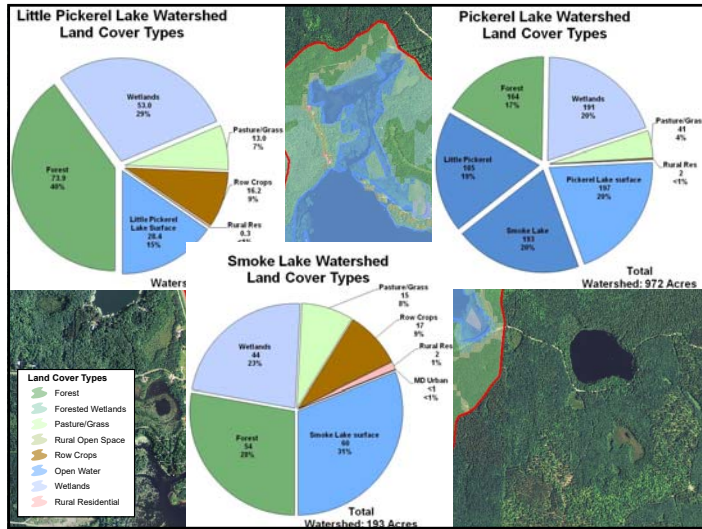 Little Pickerel Lake Watershed
Land Cover Types
Wetlands
53.0
29%
Pasture/Grass
13.0
7%
Forest
73.9
40%
Row Crops
16.2
9%
Little Pickerel
Lake Surface
28.4
15%
Rural Res
0.3
<1%
Pickerel Lake Watershed
Land Cover Types
Forest
164
17%
Wetlands
191
20%
Pasture/Grass
41
4%
Rural Res
2
<1%
Little Pickerel
185
19%
Pickerel Lake surface
197
20%
Smoke Lake
193
20%
Total
Watershed: 972 Acres
Smoke Lake Watershed
Land Cover Types
Pasture/Grass
15
8%
Row Crops
17
9%
Wetlands
44
23%
Rural Res
2
1%
MD Urban
<1
<1%
Forest
54
28%
Smoke Lake surface
60
31%
Total
Watershed: 193 Acres
Land Cover Types
Forest
Forested Wetlands
Pasture/Grass
Rural Open Space
Row Crops
Open Water
Wetlands
Rural Residential